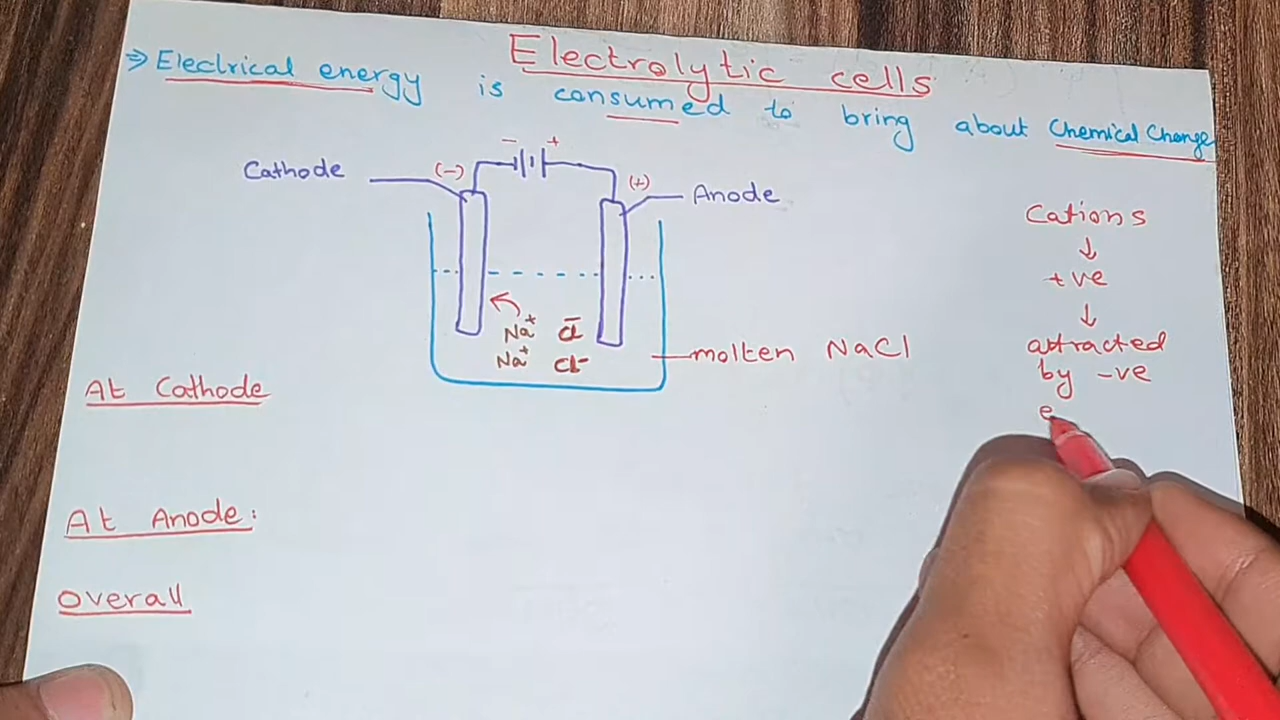 Electrolytic cells
⇒ Electrical energy is consumed to bring about Chemical Change
- +
Cathode (-) (+) Anode
Na+ Cl-
Na+ Cl-
molten NaCl
Cations
↓
+ve
↓
attracted
by -ve
e
At Cathode
At Anode:
Overall